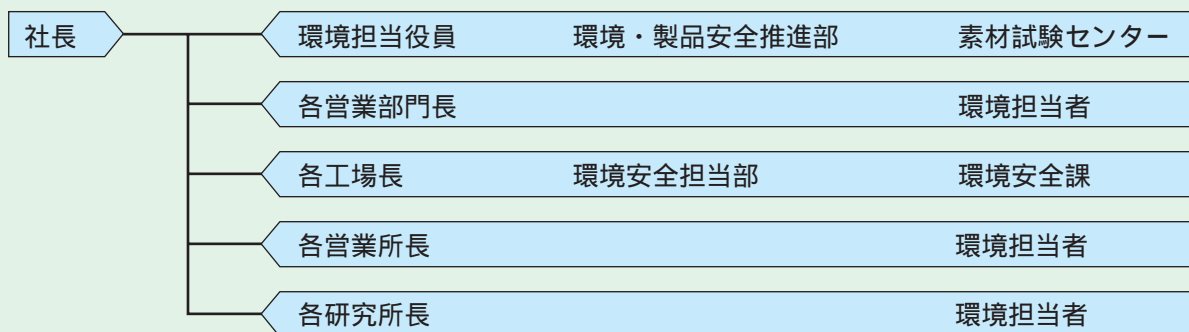 社長 環境担当役員 環境・製品安全推進部 素材試験センター
各営業部門長 環境担当者
各工場長 環境安全担当部 環境安全課
各営業所長 環境担当者
各研究所長 環境担当者